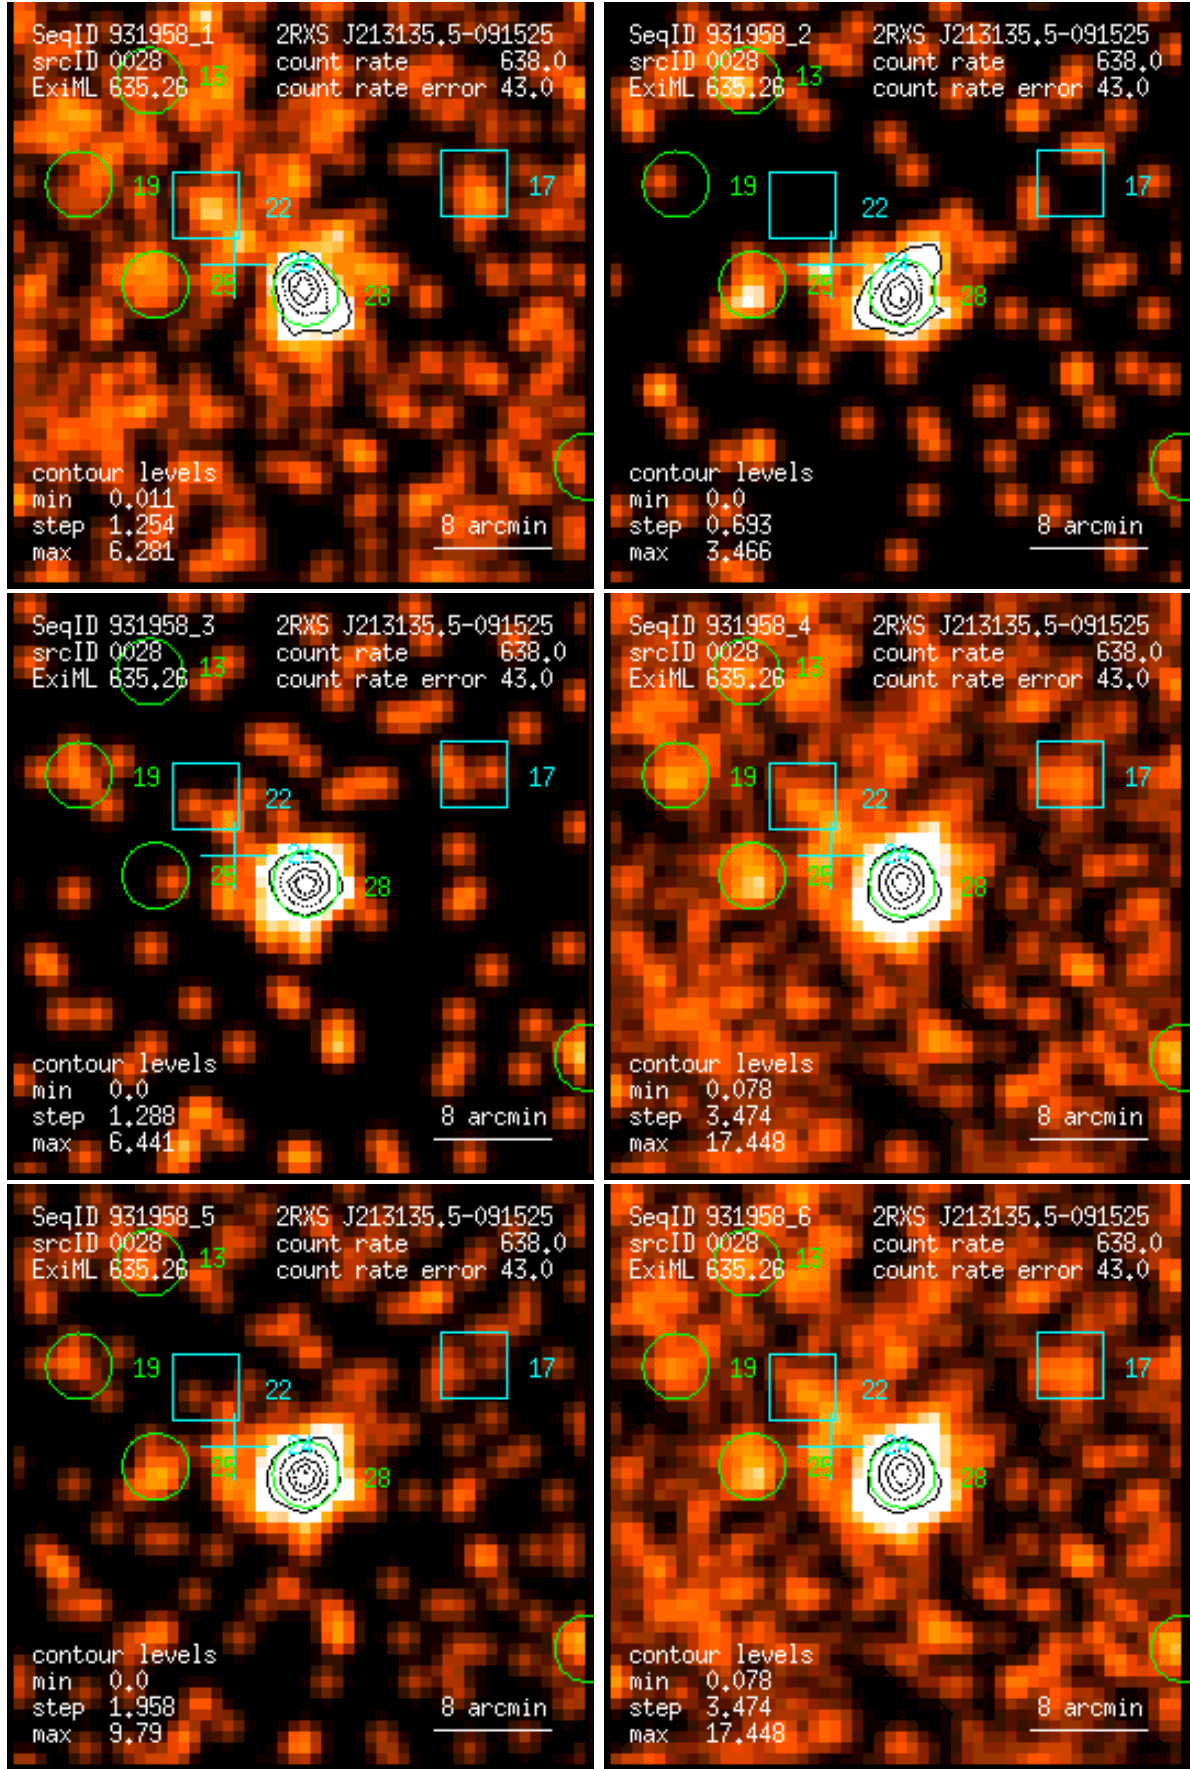 SeqID 931958_1 2RXS J213135.5-091525
srcID 0028 count rate 638.0
ExiML 635.26 count rate error 43.0
13
19
17
22
24
25
28
contour levels
min 0.011
step 1.254
max 6.281
8 arcmin
SeqID 931958_2 2RXS J213135.5-091525
srcID 0028 count rate 638.0
ExiML 635.26 count rate error 43.0
13
19
17
22
24
25
28
contour levels
min 0.0
step 0.693
max 3.466
8 arcmin
SeqID 931958_3 2RXS J213135.5-091525
srcID 0028 count rate 638.0
ExiML 635.26 count rate error 43.0
13
19
17
22
24
25
28
contour levels
min 0.0
step 1.288
max 6.441
8 arcmin
SeqID 931958_4 2RXS J213135.5-091525
srcID 0028 count rate 638.0
ExiML 635.26 count rate error 43.0
13
19
17
22
24
25
28
contour levels
min 0.078
step 3.474
max 17.448
8 arcmin
SeqID 931958_5 2RXS J213135.5-091525
srcID 0028 count rate 638.0
ExiML 635.26 count rate error 43.0
13
19
17
22
24
25
28
contour levels
min 0.0
step 1.958
max 9.79
8 arcmin
SeqID 931958_6 2RXS J213135.5-091525
srcID 0028 count rate 638.0
ExiML 635.26 count rate error 43.0
13
19
17
22
24
25
28
contour levels
min 0.078
step 3.474
max 17.448
8 arcmin